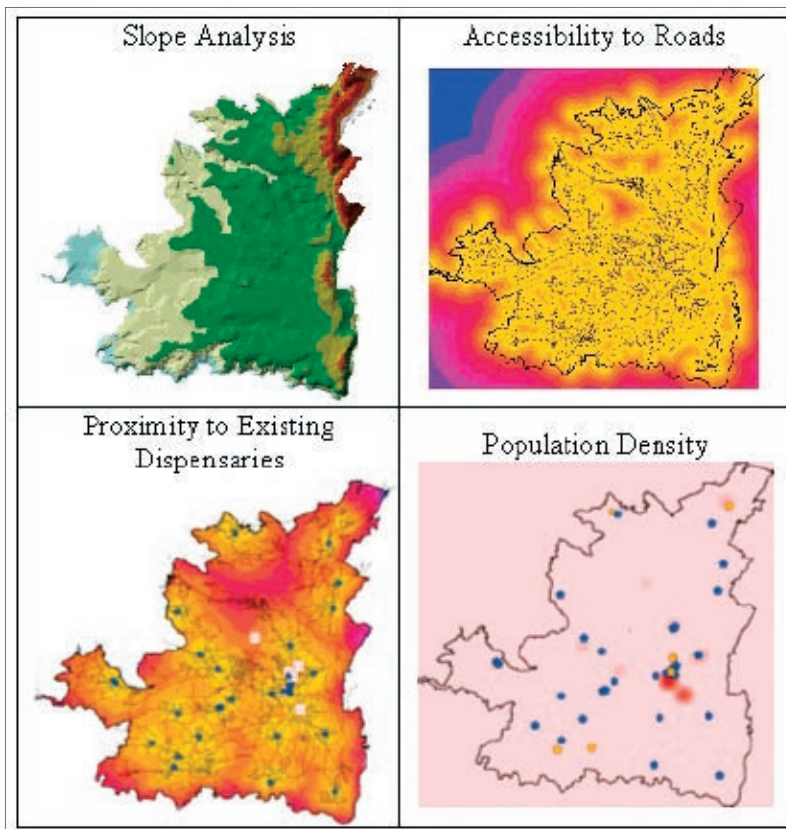 Slope Analysis
Accessibility to Roads
Proximity to Existing
Dispensaries
Population Density